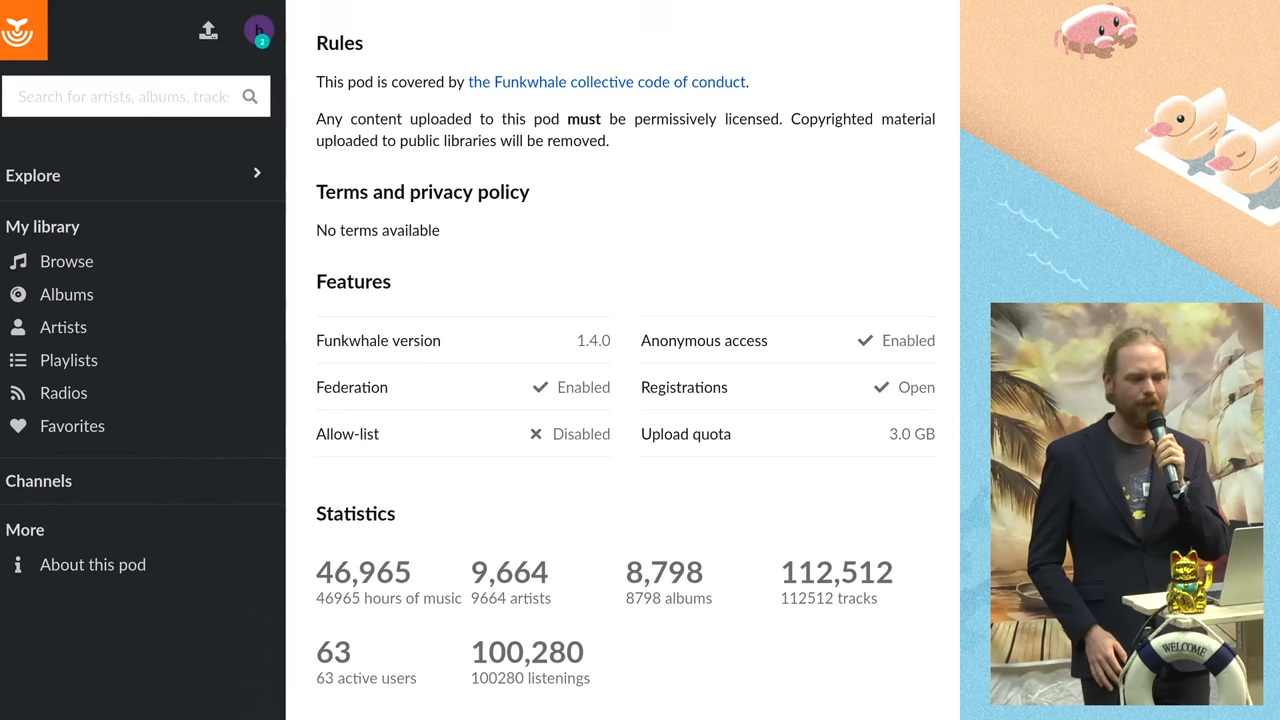 h
2
Search for artists, albums, tracks
Explore
My library
Browse
Albums
Artists
Playlists
Radios
Favorites
Channels
More
About this pod
Rules
This pod is covered by the Funkwhale collective code of conduct.
Any content uploaded to this pod must be permissively licensed. Copyrighted material
uploaded to public libraries will be removed.
Terms and privacy policy
No terms available
Features
Funkwhale version 1.4.0
Anonymous access Enabled
Federation Enabled
Registrations Open
Allow-list Disabled
Upload quota 3.0 GB
Statistics
46,965 9,664 8,798 112,512
46965 hours of music 9664 artists 8798 albums 112512 tracks
63 100,280
63 active users 100280 listenings
WELCOME